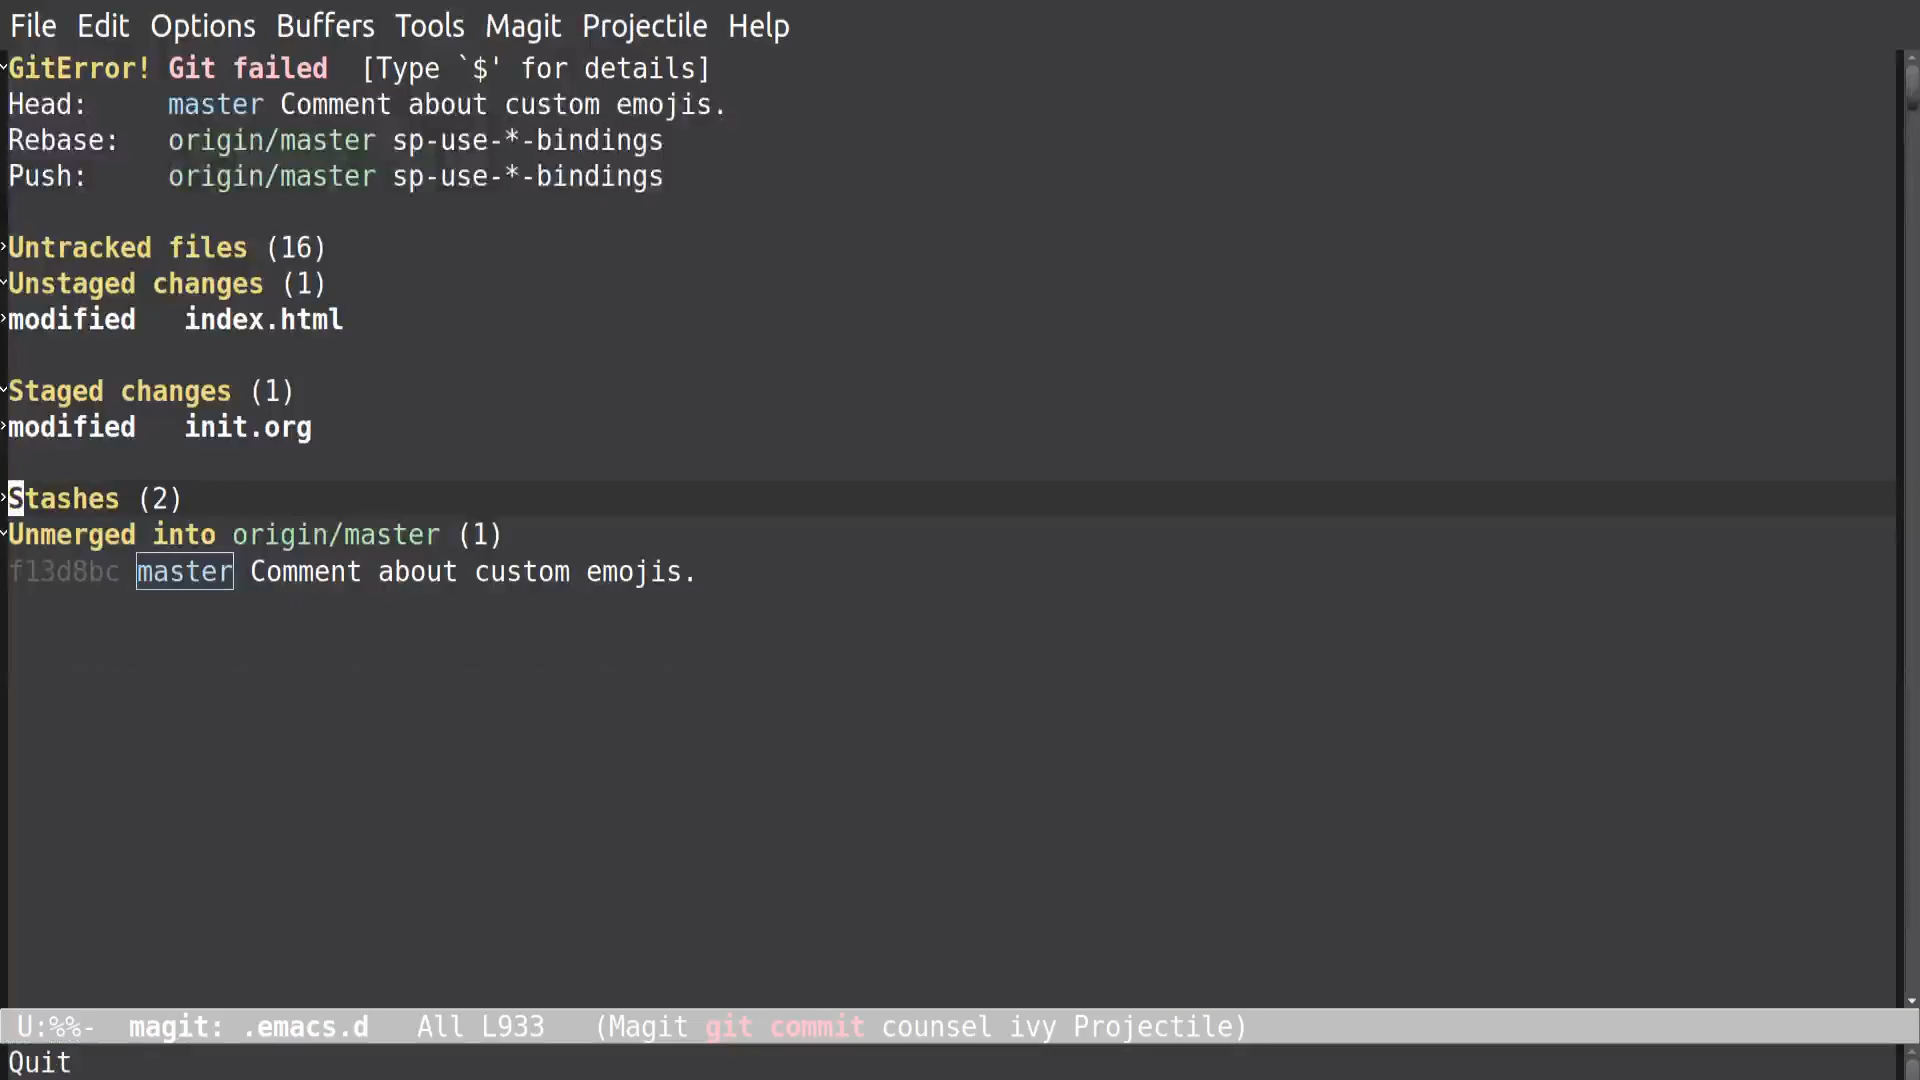 File Edit Options Buffers Tools Magit Projectile Help
GitError! Git failed  [Type `$' for details]
Head:     master Comment about custom emojis.
Rebase:   origin/master sp-use-*-bindings
Push:     origin/master sp-use-*-bindings
Untracked files (16)
Unstaged changes (1)
modified   index.html
Staged changes (1)
modified   init.org
Stashes (2)
Unmerged into origin/master (1)
f13d8bc master Comment about custom emojis.
U:%%-  magit: .emacs.d   All L933   (Magit git commit counsel ivy Projectile)
Quit